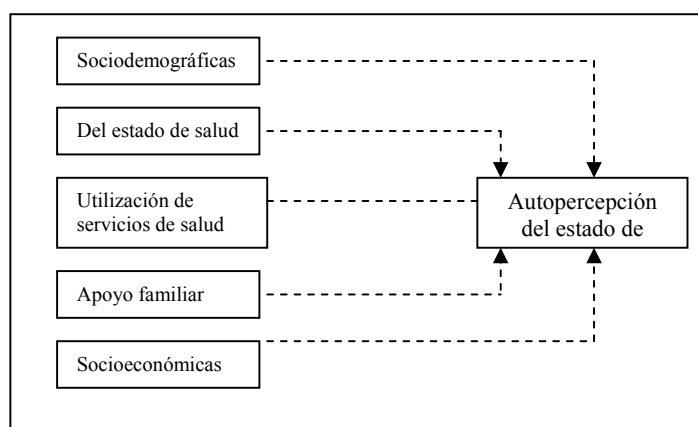 Sociodemográficas
Del estado de salud
Utilización de
servicios de salud
Apoyo familiar
Socioeconómicas
Autopercepción
del estado de